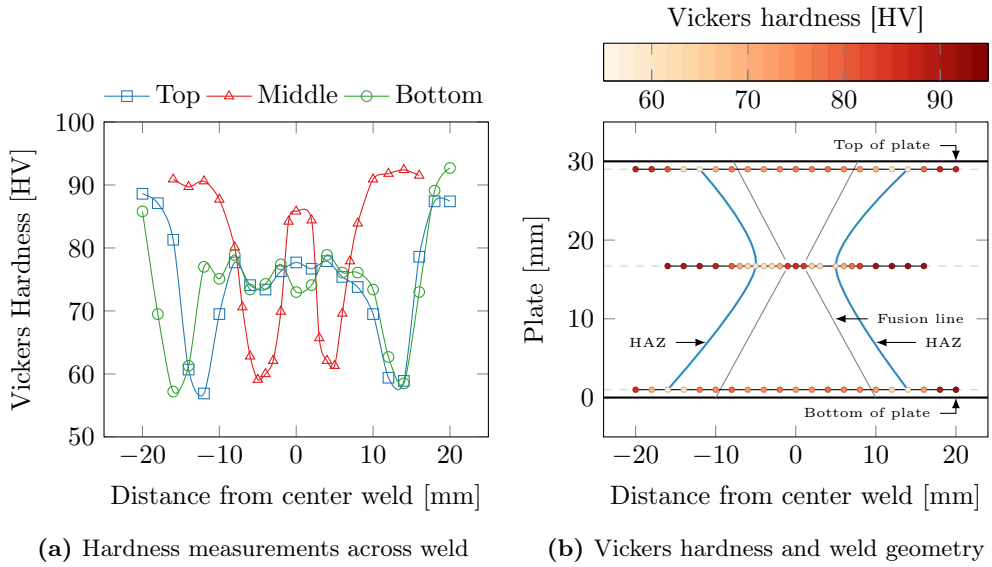 Vickers hardness [HV]
60 70 80 90
Top Middle Bottom
100
90
80
70
60
50
Vickers Hardness [HV]
−20 −10 0 10 20
Distance from center weld [mm]
(a) Hardness measurements across weld
Top of plate
30
20
10
0
Plate [mm]
Fusion line
HAZ
HAZ
Bottom of plate
−20 −10 0 10 20
Distance from center weld [mm]
(b) Vickers hardness and weld geometry